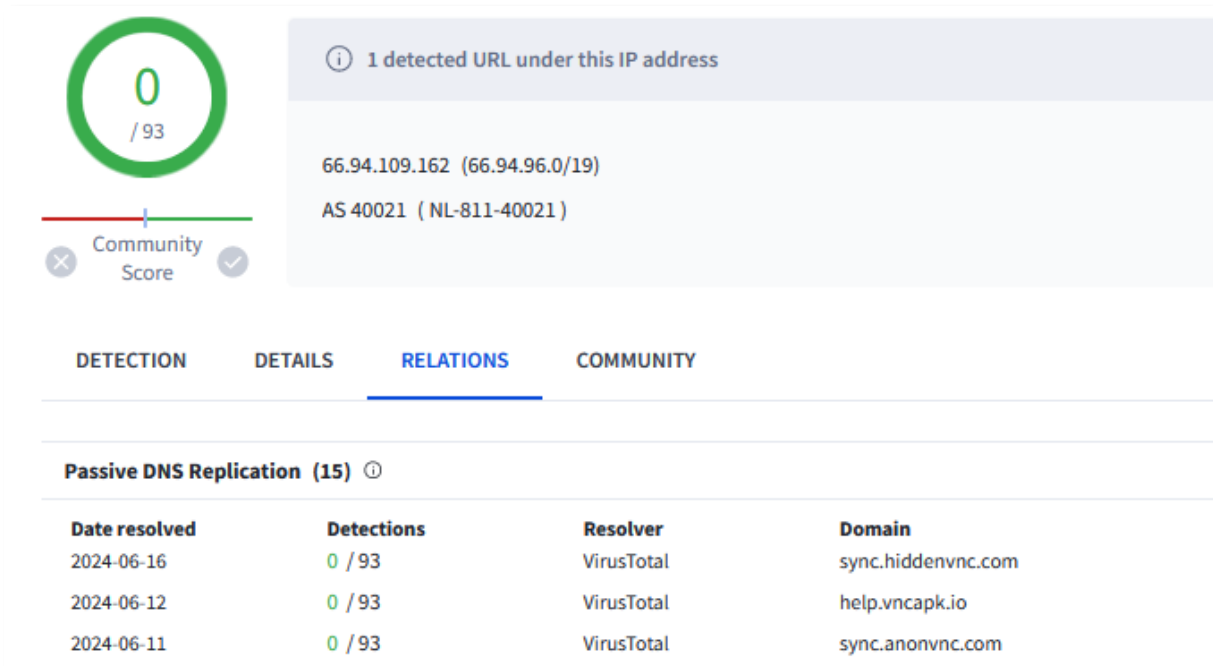 0
/ 93
Community
Score
1 detected URL under this IP address
66.94.109.162 (66.94.96.0/19)
AS 40021 ( NL-811-40021 )
DETECTION DETAILS RELATIONS COMMUNITY
Passive DNS Replication (15)
Date resolved Detections Resolver Domain
2024-06-16 0 / 93 VirusTotal sync.hiddenvnc.com
2024-06-12 0 / 93 VirusTotal help.vncapk.io
2024-06-11 0 / 93 VirusTotal sync.anonvnc.com